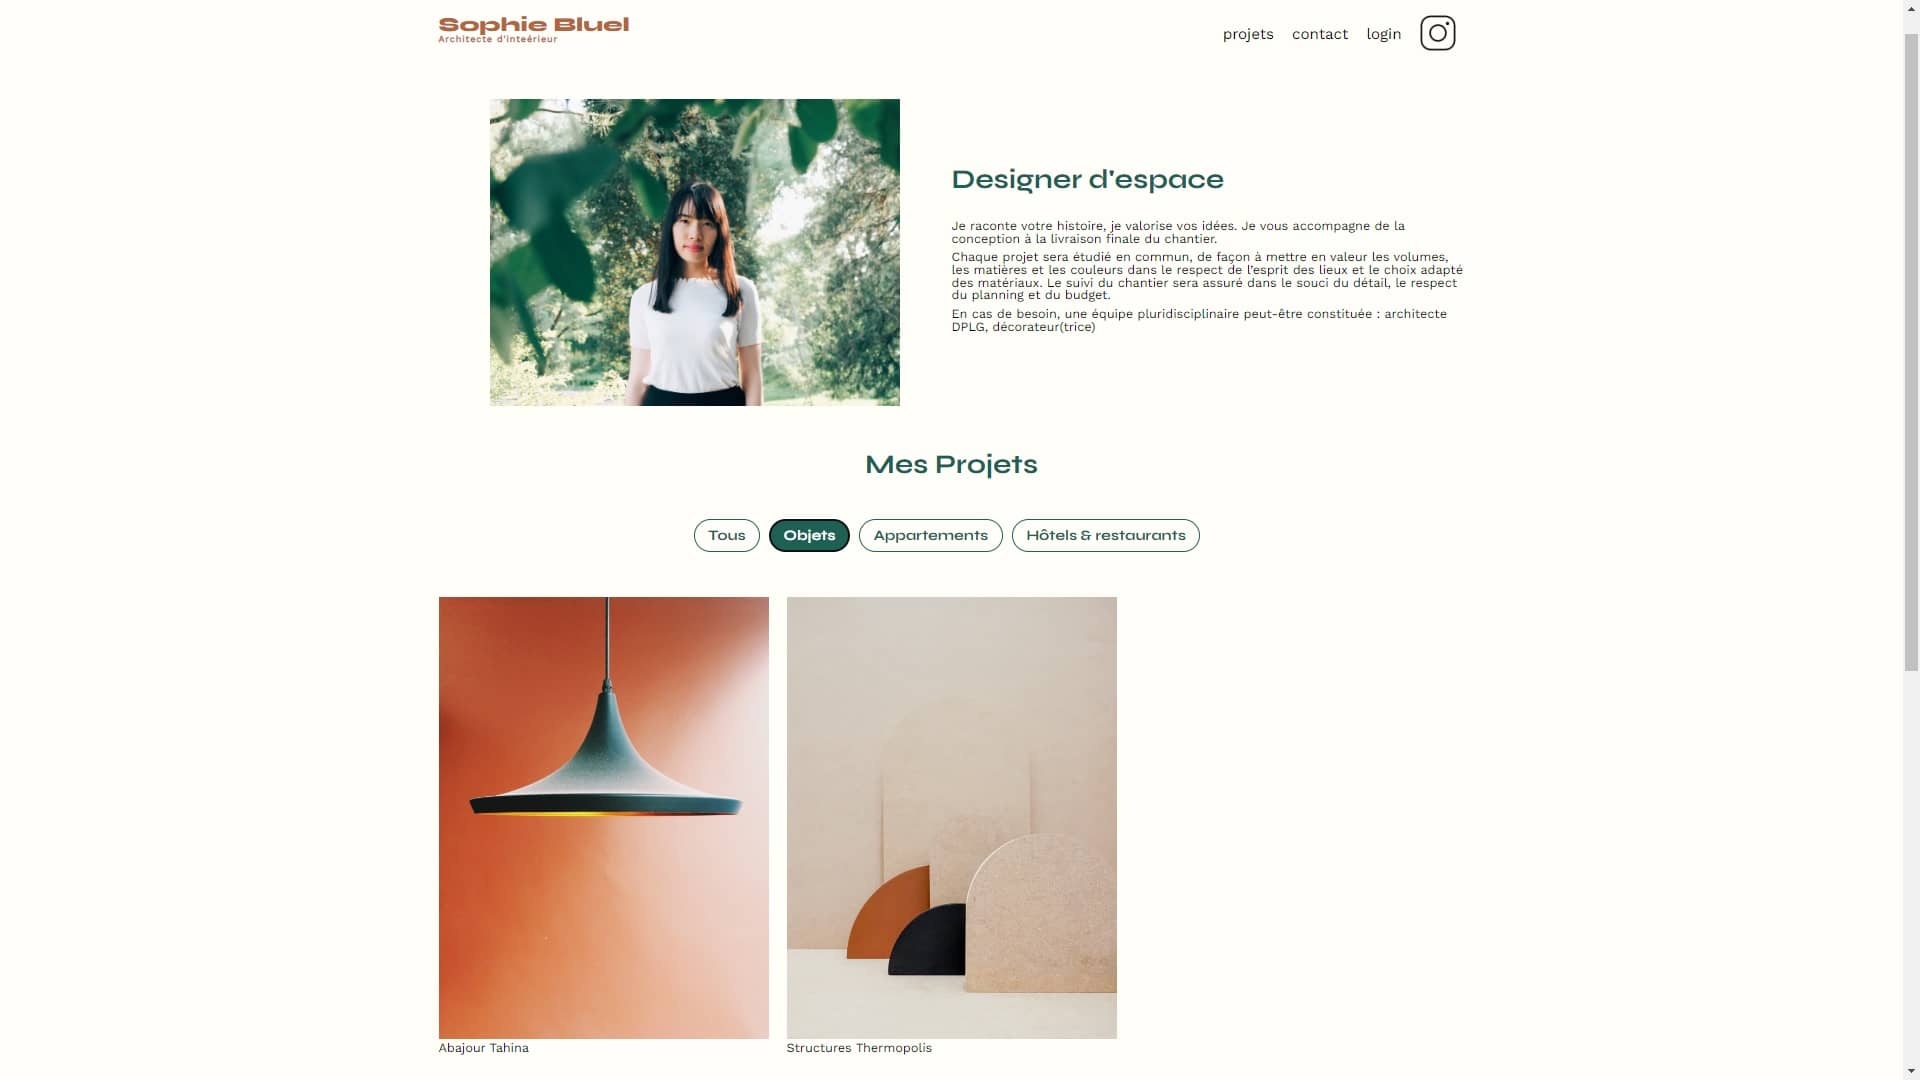 Sophie Bluel
Architecte d'inteérieur
projets contact login
Designer d'espace
Je raconte votre histoire, je valorise vos idées. Je vous accompagne de la
conception à la livraison finale du chantier.
Chaque projet sera étudié en commun, de façon à mettre en valeur les volumes,
les matières et les couleurs dans le respect de l’esprit des lieux et le choix adapté
des matériaux. Le suivi du chantier sera assuré dans le souci du détail, le respect
du planning et du budget.
En cas de besoin, une équipe pluridisciplinaire peut-être constituée : architecte
DPLG, décorateur(trice)
Mes Projets
Tous Objets Appartements Hôtels & restaurants
Abajour Tahina
Structures Thermopolis